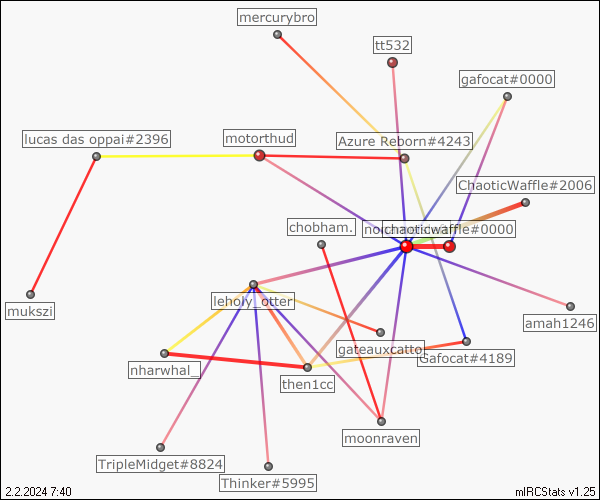 mercurybro
tt532
gafocat#0000
lucas das oppai#2396
motorthud
Azure Reborn#4243
ChaoticWaffle#2006
chobham.
chaoticwaffle#0000
leholy_otter
mukszi
amah1246
gateauxcatto
Gafocat#4189
nharwhal_
then1cc
moonraven
TripleMidget#8824
Thinker#5995
2.2.2024 7:40
mIRCStats v1.25